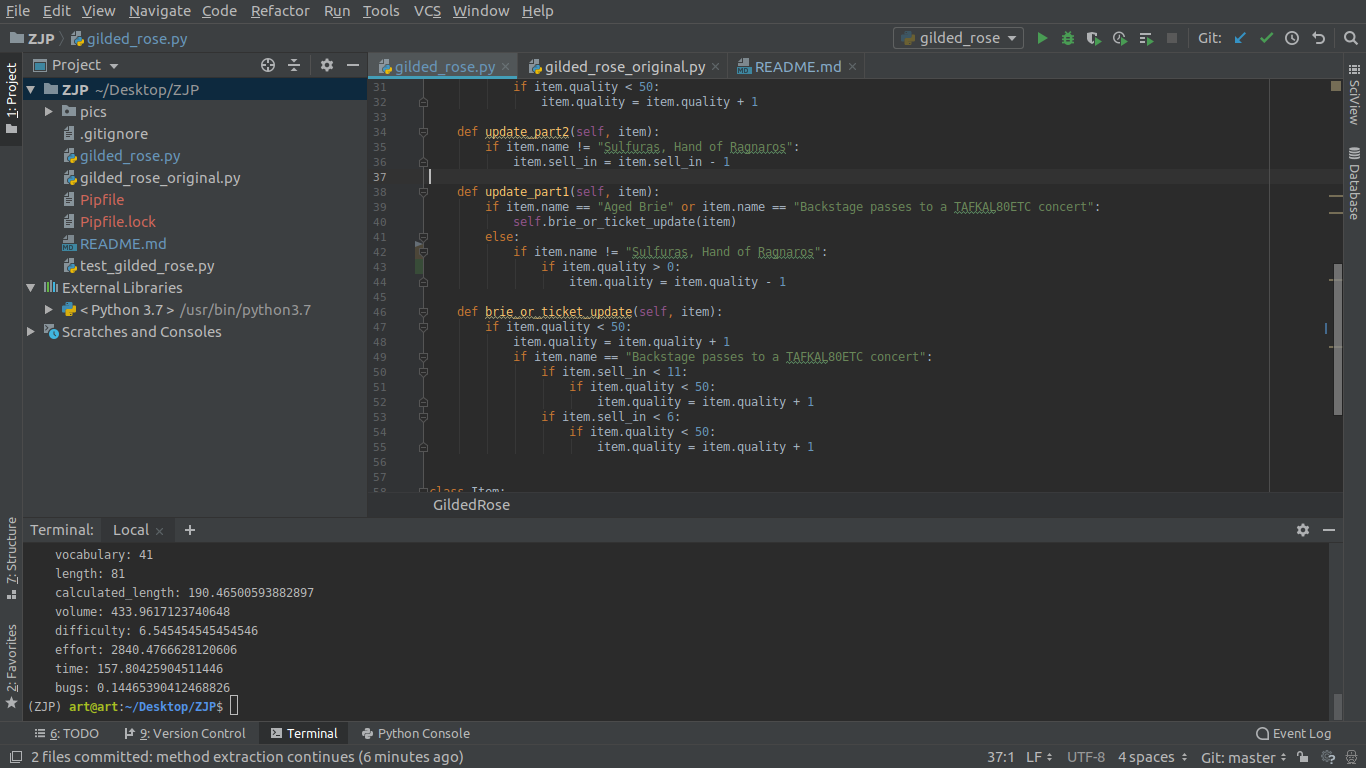 File Edit View Navigate Code Refactor Run Tools VCS Window Help
ZJP gilded_rose.py gilded_rose Git:
1: Project
Project
ZJP ~/Desktop/ZJP
pics
.gitignore
gilded_rose.py
gilded_rose_original.py
Pipfile
Pipfile.lock
README.md
test_gilded_rose.py
External Libraries
< Python 3.7 > /usr/bin/python3.7
Scratches and Consoles
gilded_rose.py gilded_rose_original.py README.md
31 if item.quality < 50:
32 item.quality = item.quality + 1
33
34 def update_part2(self, item):
35 if item.name != "Sulfuras, Hand of Ragnaros":
36 item.sell_in = item.sell_in - 1
37
38 def update_part1(self, item):
39 if item.name == "Aged Brie" or item.name == "Backstage passes to a TAFKAL80ETC concert":
40 self.brie_or_ticket_update(item)
41 else:
42 if item.name != "Sulfuras, Hand of Ragnaros":
43 if item.quality > 0:
44 item.quality = item.quality - 1
45
46 def brie_or_ticket_update(self, item):
47 if item.quality < 50:
48 item.quality = item.quality + 1
49 if item.name == "Backstage passes to a TAFKAL80ETC concert":
50 if item.sell_in < 11:
51 if item.quality < 50:
52 item.quality = item.quality + 1
53 if item.sell_in < 6:
54 if item.quality < 50:
55 item.quality = item.quality + 1
56
57
58 class Item:
GildedRose
SciView
Database
7: Structure
2: Favorites
Terminal: Local +
vocabulary: 41
length: 81
calculated_length: 190.46500593882897
volume: 433.9617123740648
difficulty: 6.545454545454546
effort: 2840.4766628120606
time: 157.80425904511446
bugs: 0.14465390412468826
(ZJP) art@art:~/Desktop/ZJP$
6: TODO 9: Version Control Terminal Python Console Event Log
2 files committed: method extraction continues (6 minutes ago) 37:1 LF UTF-8 4 spaces Git: master